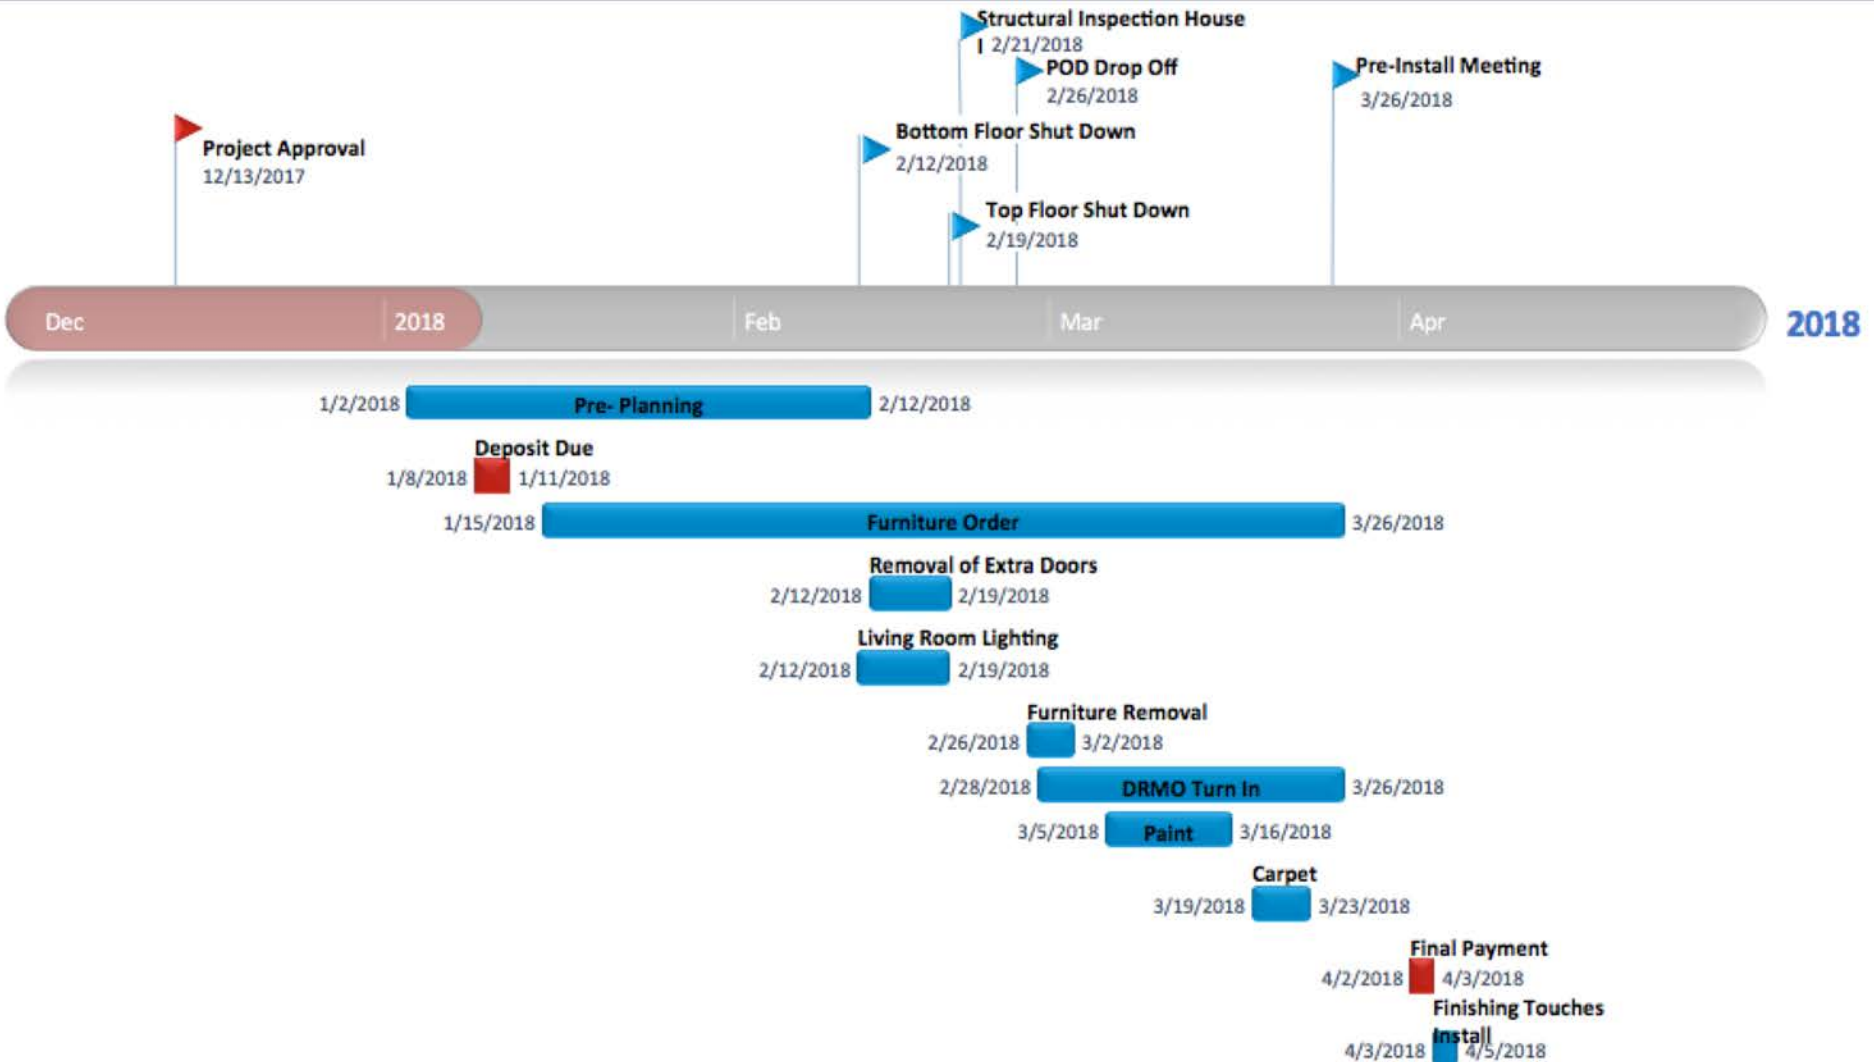 Structural Inspection House
I 2/21/2018
POD Drop Off
2/26/2018
Pre-Install Meeting
3/26/2018
Project Approval
12/13/2017
Bottom Floor Shut Down
2/12/2018
Top Floor Shut Down
2/19/2018
Dec 2018 Feb Mar Apr 2018
1/2/2018 Pre- Planning 2/12/2018
Deposit Due
1/8/2018 1/11/2018
1/15/2018 Furniture Order 3/26/2018
Removal of Extra Doors
2/12/2018 2/19/2018
Living Room Lighting
2/12/2018 2/19/2018
Furniture Removal
2/26/2018 3/2/2018
2/28/2018 DRMO Turn In 3/26/2018
3/5/2018 Paint 3/16/2018
Carpet
3/19/2018 3/23/2018
Final Payment
4/2/2018 4/3/2018
Finishing Touches
Install
4/3/2018 4/5/2018